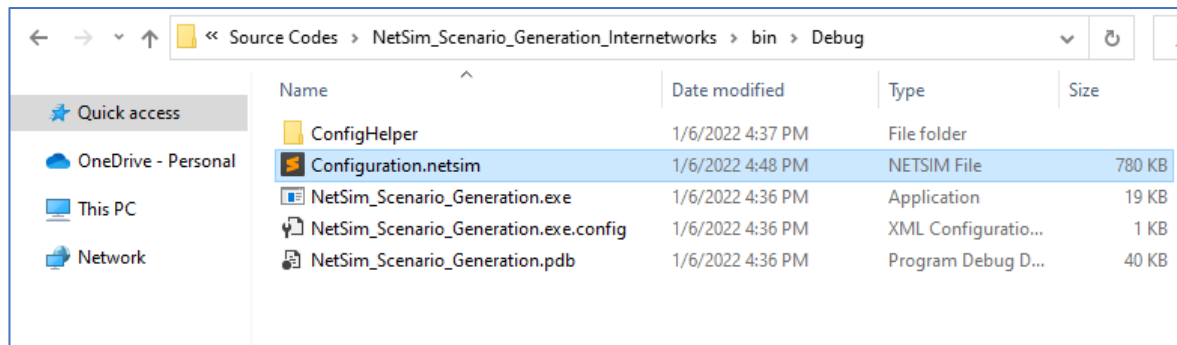 « Source Codes > NetSim_Scenario_Generation_Internetworks > bin > Debug
Quick access
OneDrive - Personal
This PC
Network
Name Date modified Type Size
ConfigHelper 1/6/2022 4:37 PM File folder
Configuration.netsim 1/6/2022 4:48 PM NETSIM File 780 KB
NetSim_Scenario_Generation.exe 1/6/2022 4:36 PM Application 19 KB
NetSim_Scenario_Generation.exe.config 1/6/2022 4:36 PM XML Configuratio... 1 KB
NetSim_Scenario_Generation.pdb 1/6/2022 4:36 PM Program Debug D... 40 KB